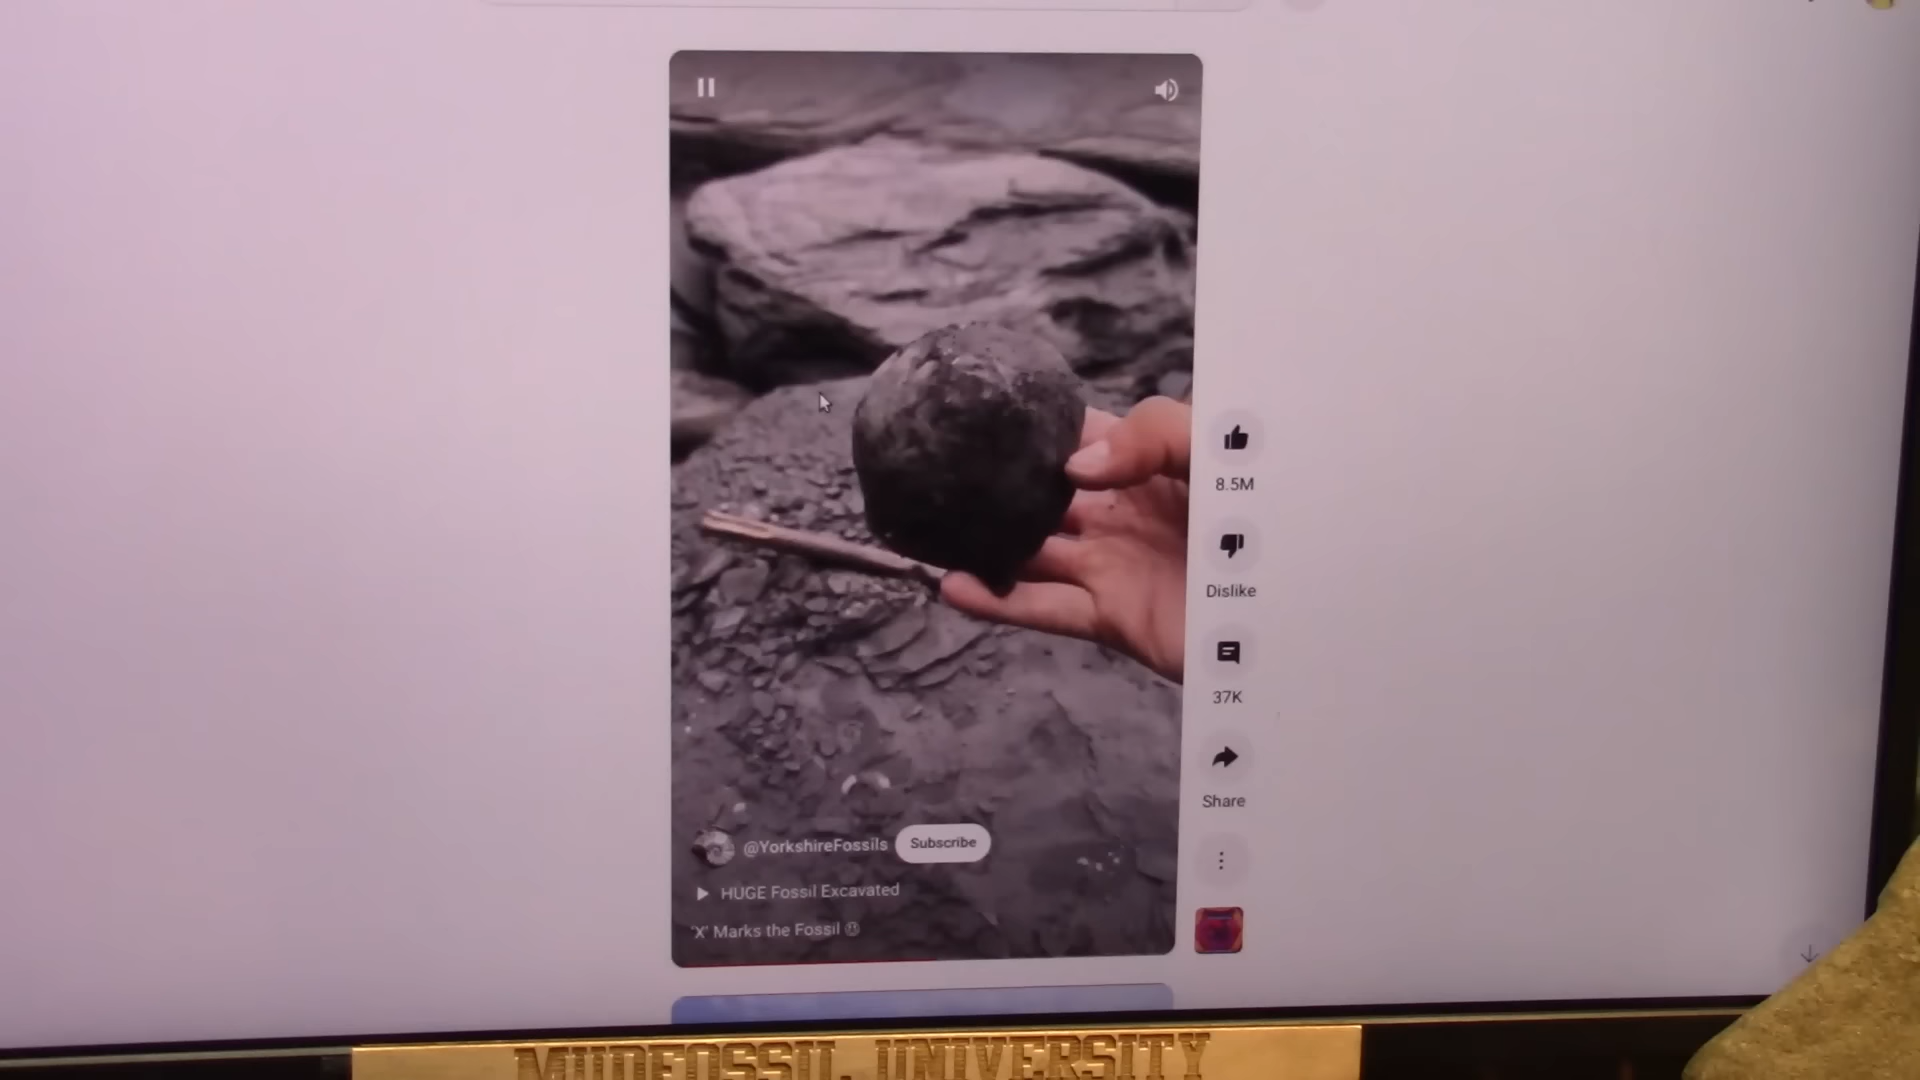 8.5M
Dislike
37K
Share
@YorkshireFossils Subscribe
HUGE Fossil Excavated
'X' Marks the Fossil
MUDFOSSIL UNIVERSITY